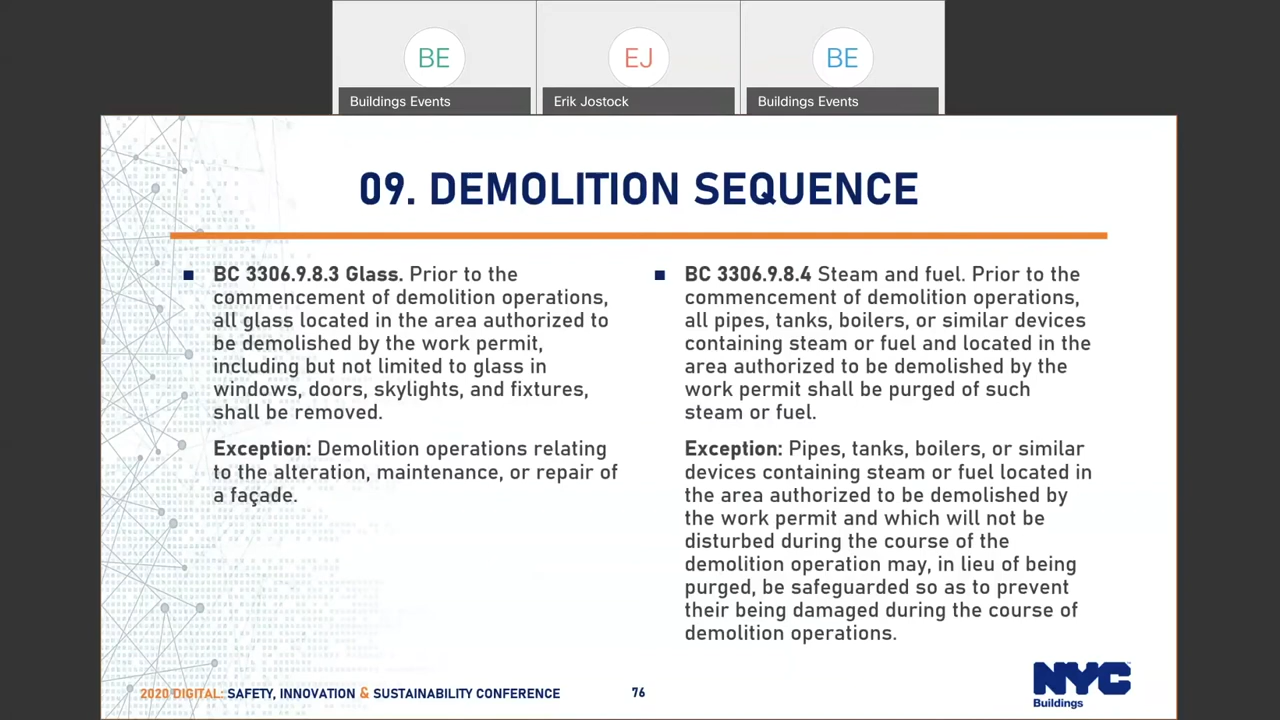 BE
EJ
BE
Buildings Events
Erik Jostock
Buildings Events
09. DEMOLITION SEQUENCE
BC 3306.9.8.3 Glass. Prior to the
commencement of demolition operations,
all glass located in the area authorized to
be demolished by the work permit,
including but not limited to glass in
windows, doors, skylights, and fixtures,
shall be removed.
Exception: Demolition operations relating
to the alteration, maintenance, or repair of
a façade.
BC 3306.9.8.4 Steam and fuel. Prior to the
commencement of demolition operations,
all pipes, tanks, boilers, or similar devices
containing steam or fuel and located in the
area authorized to be demolished by the
work permit shall be purged of such
steam or fuel.
Exception: Pipes, tanks, boilers, or similar
devices containing steam or fuel located in
the area authorized to be demolished by
the work permit and which will not be
disturbed during the course of the
demolition operation may, in lieu of being
purged, be safeguarded so as to prevent
their being damaged during the course of
demolition operations.
2020 DIGITAL: SAFETY, INNOVATION & SUSTAINABILITY CONFERENCE
76
NYC
Buildings